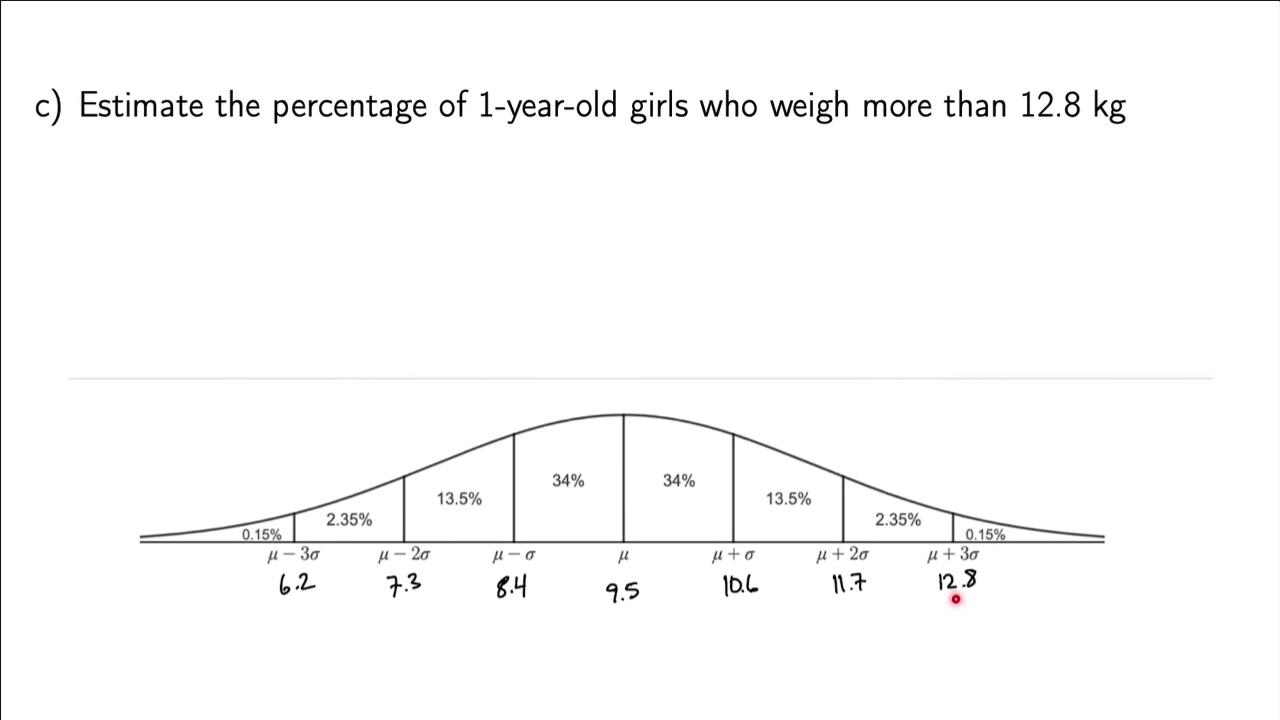 c) Estimate the percentage of 1-year-old girls who weigh more than 12.8 kg
34% 34%
13.5% 13.5%
2.35% 2.35%
0.15% 0.15%
μ − 3σ μ − 2σ μ − σ μ μ + σ μ + 2σ μ + 3σ
6.2 7.3 8.4 9.5 10.6 11.7 12.8